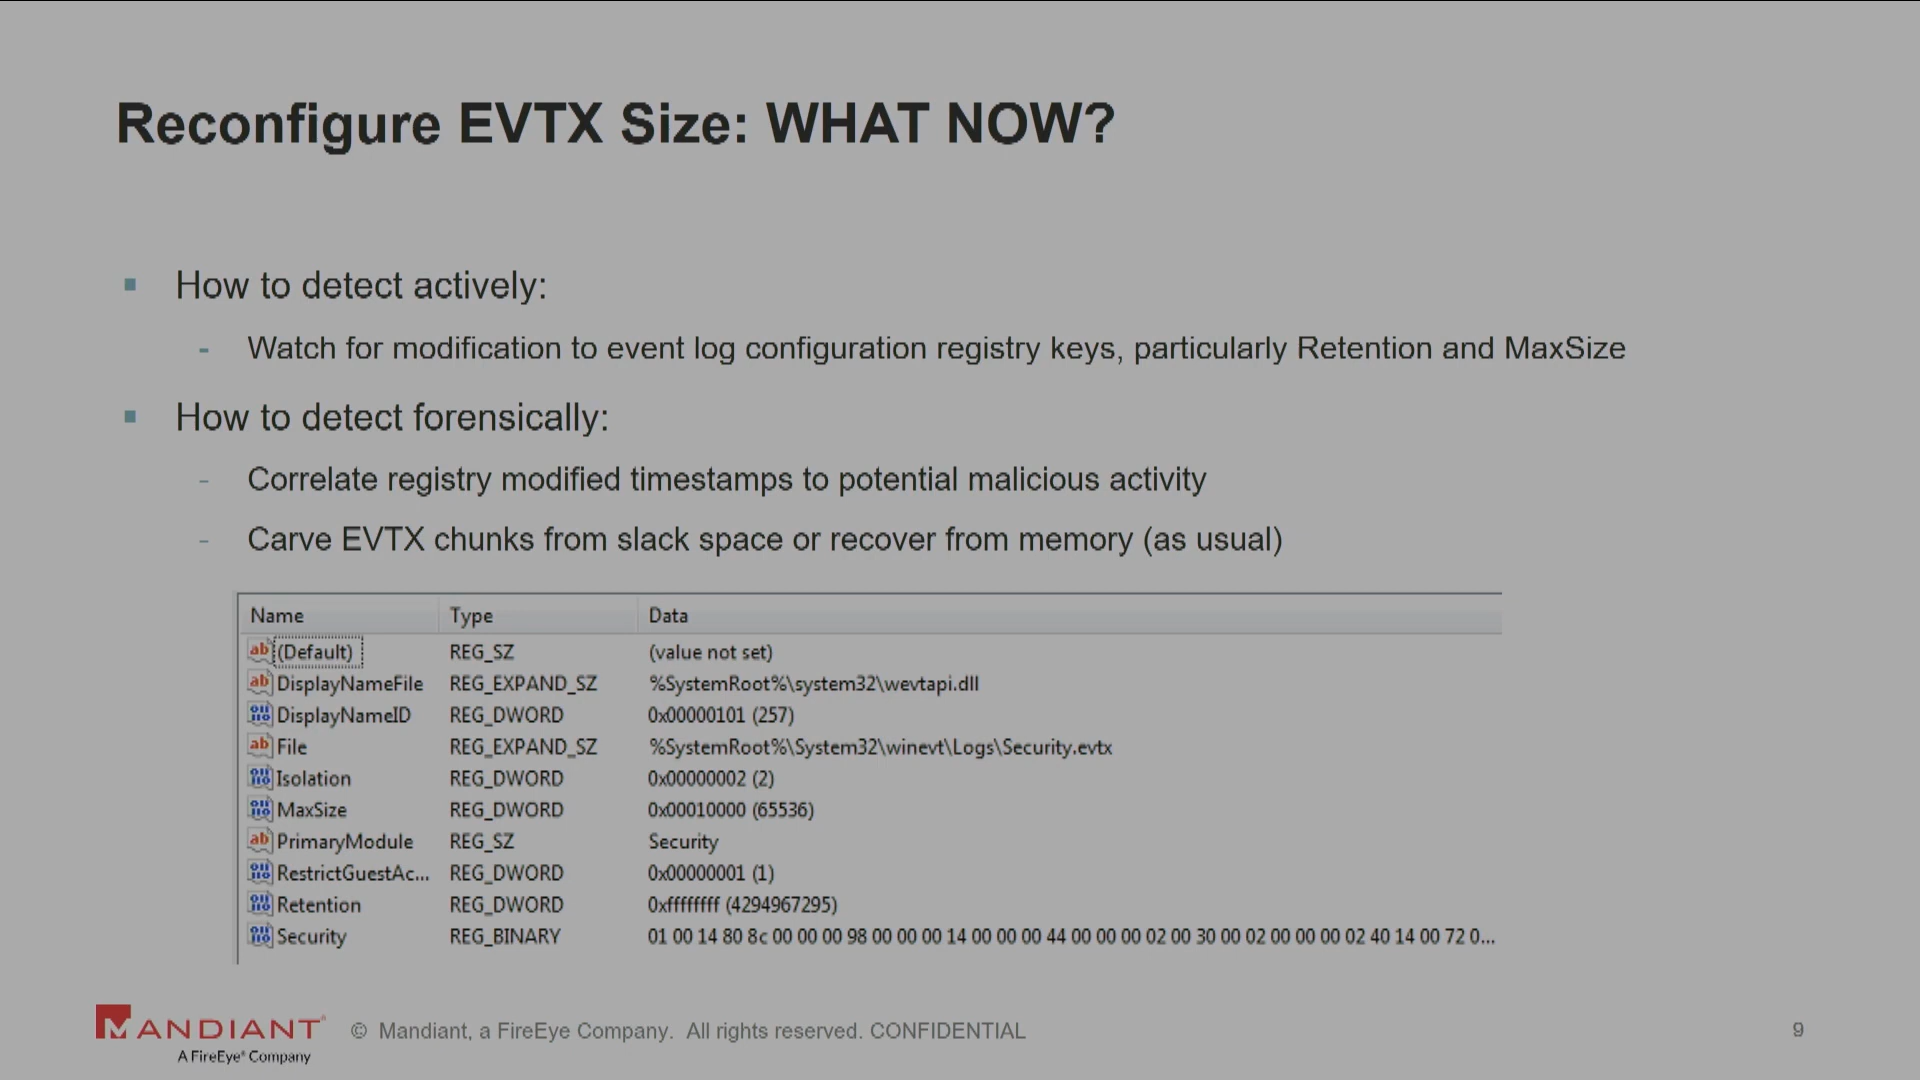 Reconfigure EVTX Size: WHAT NOW?
How to detect actively:
- Watch for modification to event log configuration registry keys, particularly Retention and MaxSize
How to detect forensically:
- Correlate registry modified timestamps to potential malicious activity
- Carve EVTX chunks from slack space or recover from memory (as usual)
Name Type Data
(Default) REG_SZ (value not set)
DisplayNameFile REG_EXPAND_SZ %SystemRoot%\system32\wevtapi.dll
DisplayNameID REG_DWORD 0x00000101 (257)
File REG_EXPAND_SZ %SystemRoot%\System32\winevt\Logs\Security.evtx
Isolation REG_DWORD 0x00000002 (2)
MaxSize REG_DWORD 0x00010000 (65536)
PrimaryModule REG_SZ Security
RestrictGuestAc... REG_DWORD 0x00000001 (1)
Retention REG_DWORD 0xffffffff (4294967295)
Security REG_BINARY 01 00 14 80 8c 00 00 00 98 00 00 00 14 00 00 00 44 00 00 00 02 00 30 00 02 00 00 00 02 40 14 00 72 0...
MANDIANT
A FireEye® Company
© Mandiant, a FireEye Company. All rights reserved. CONFIDENTIAL
9